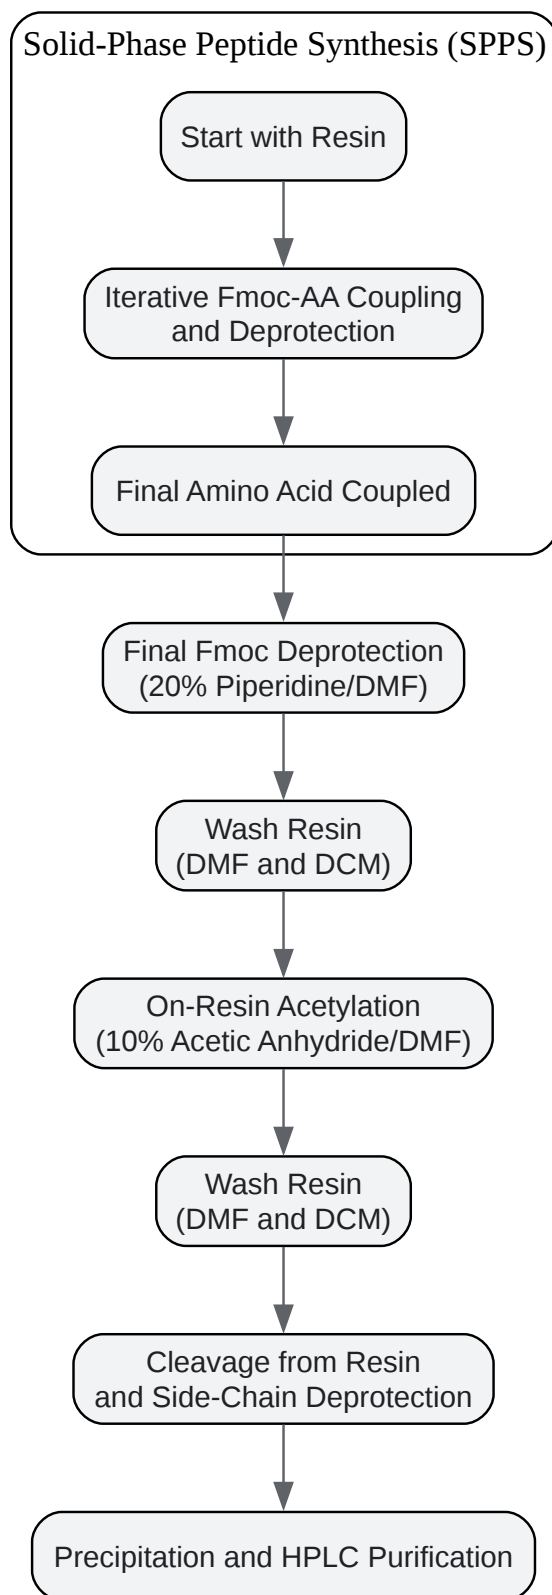 Solid-Phase Peptide Synthesis (SPPS)
Start with Resin
Iterative Fmoc-AA Coupling
and Deprotection
Final Amino Acid Coupled
Final Fmoc Deprotection
(20% Piperidine/DMF)
Wash Resin
(DMF and DCM)
On-Resin Acetylation
(10% Acetic Anhydride/DMF)
Wash Resin
(DMF and DCM)
Cleavage from Resin
and Side-Chain Deprotection
Precipitation and HPLC Purification